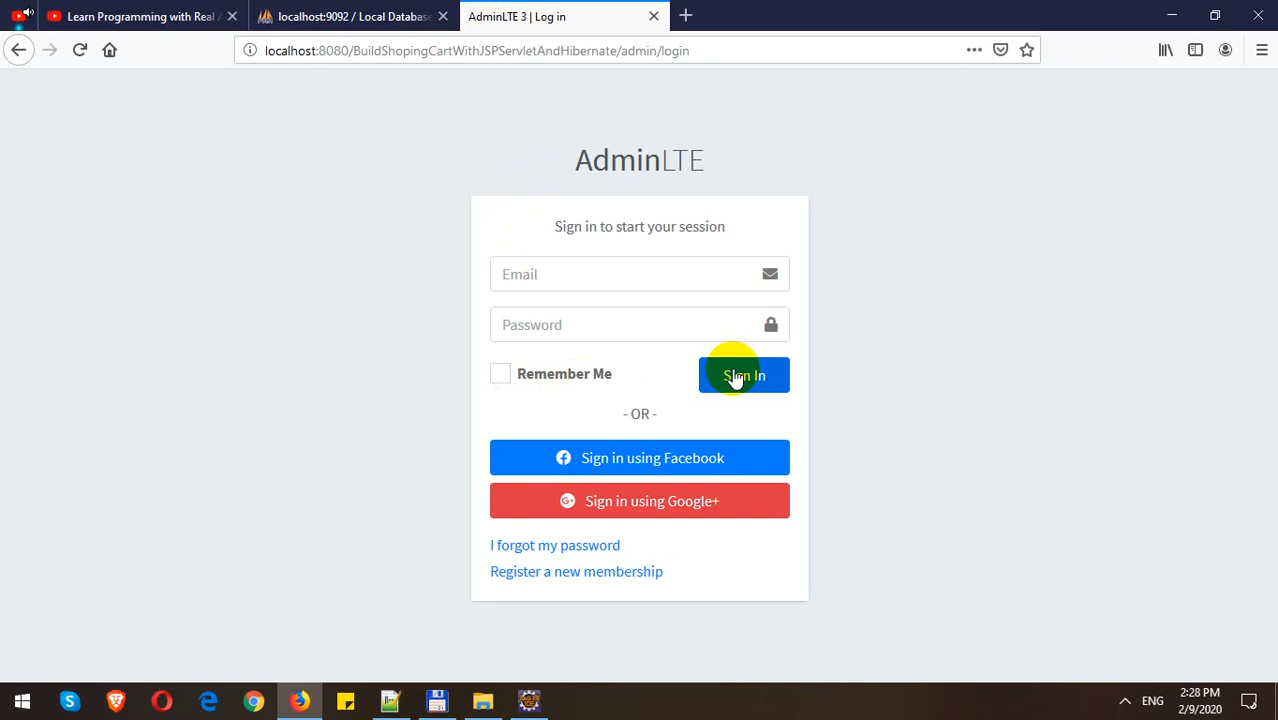 Learn Programming with Real A
localhost:9092 / Local Database
AdminLTE 3 | Log in
localhost:8080/BuildShopingCartWithJSPServletAndHibernate/admin/login
AdminLTE
Sign in to start your session
Email
Password
Remember Me
Sign In
- OR -
Sign in using Facebook
Sign in using Google+
I forgot my password
Register a new membership
ENG
2:28 PM
2/9/2020